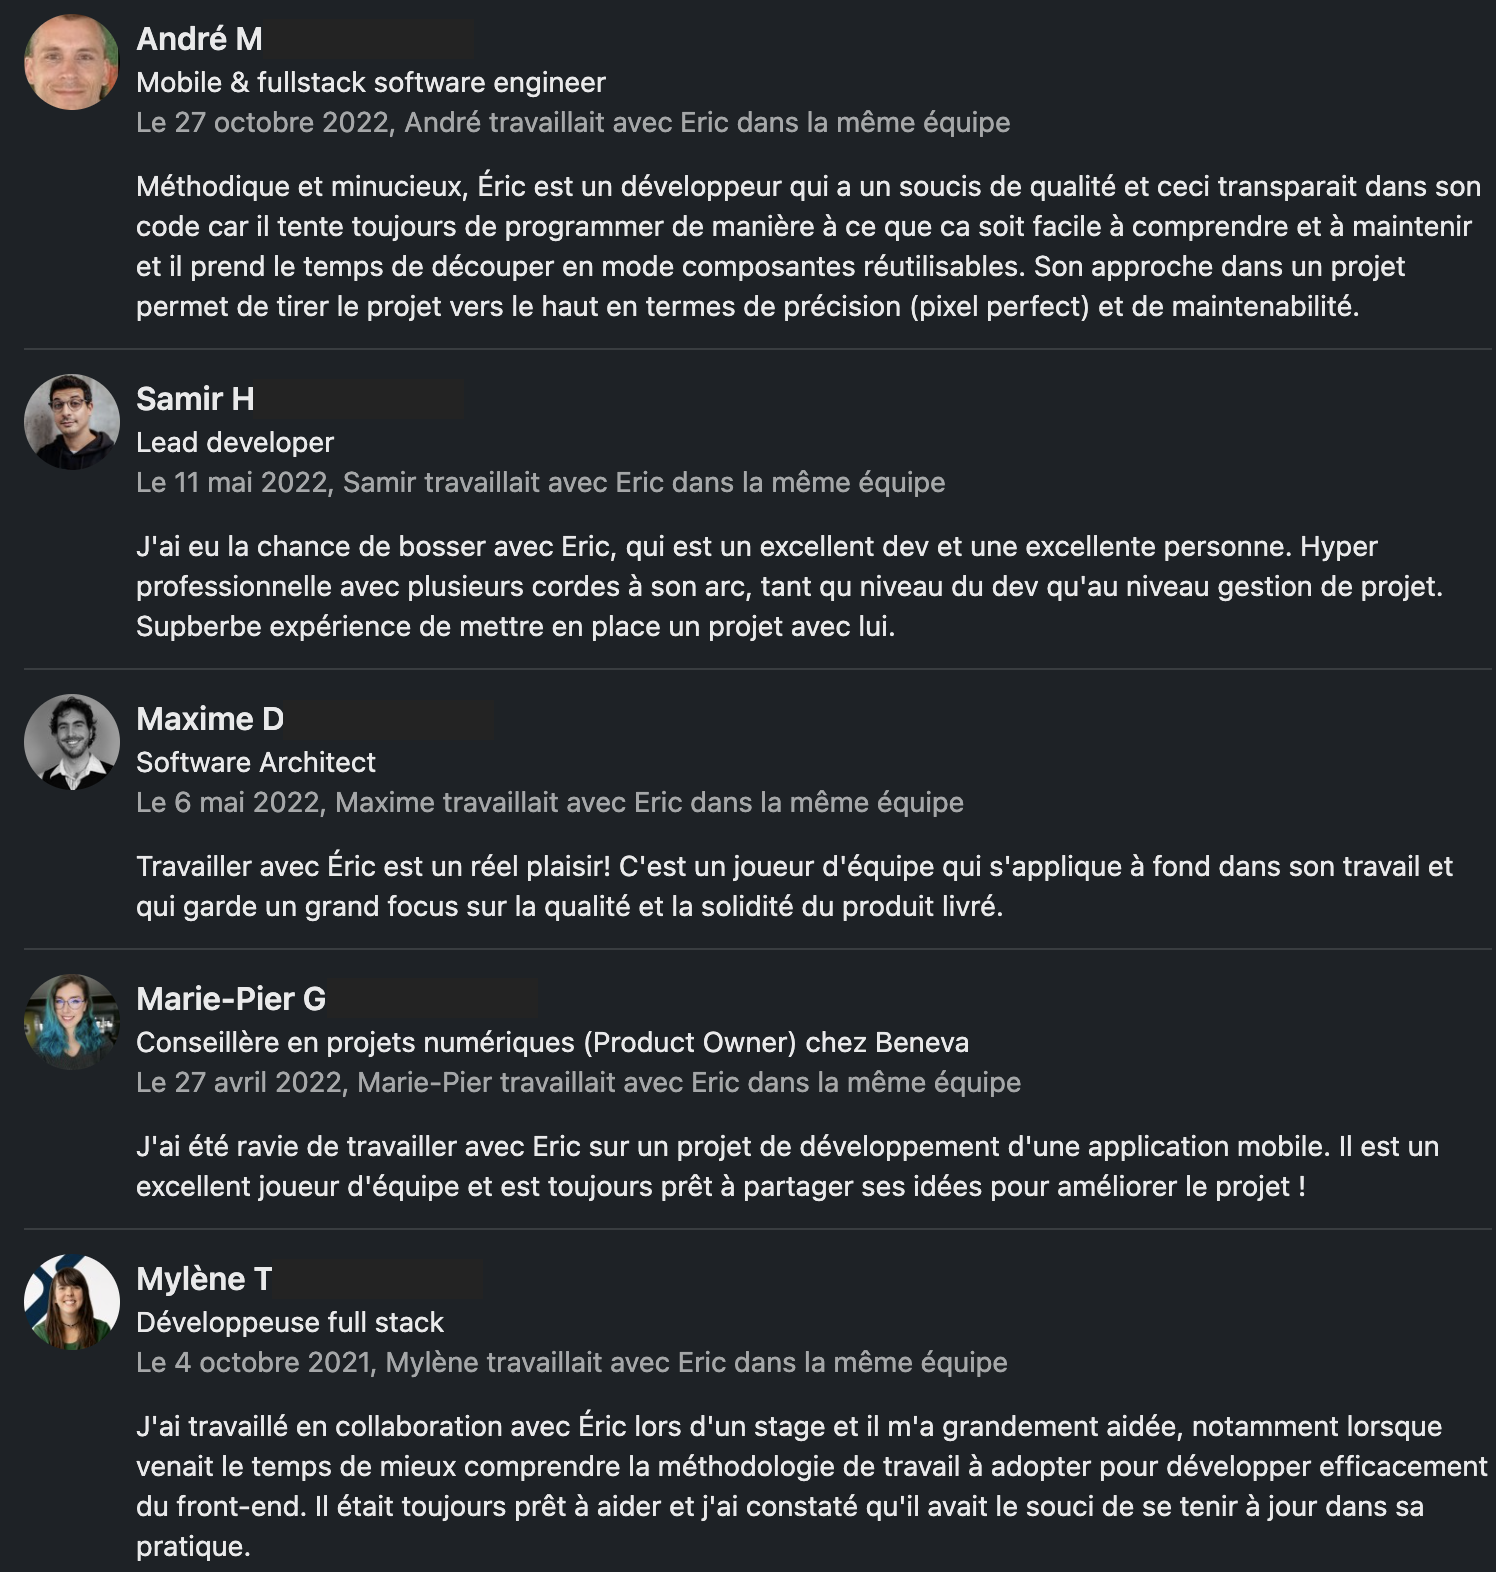 André M
Mobile & fullstack software engineer
Le 27 octobre 2022, André travaillait avec Eric dans la même équipe
Méthodique et minucieux, Éric est un développeur qui a un soucis de qualité et ceci transparait dans son
code car il tente toujours de programmer de manière à ce que ca soit facile à comprendre et à maintenir
et il prend le temps de découper en mode composantes réutilisables. Son approche dans un projet
permet de tirer le projet vers le haut en termes de précision (pixel perfect) et de maintenabilité.
Samir H
Lead developer
Le 11 mai 2022, Samir travaillait avec Eric dans la même équipe
J'ai eu la chance de bosser avec Eric, qui est un excellent dev et une excellente personne. Hyper
professionnelle avec plusieurs cordes à son arc, tant qu niveau du dev qu'au niveau gestion de projet.
Supberbe expérience de mettre en place un projet avec lui.
Maxime D
Software Architect
Le 6 mai 2022, Maxime travaillait avec Eric dans la même équipe
Travailler avec Éric est un réel plaisir! C'est un joueur d'équipe qui s'applique à fond dans son travail et
qui garde un grand focus sur la qualité et la solidité du produit livré.
Marie-Pier G
Conseillère en projets numériques (Product Owner) chez Beneva
Le 27 avril 2022, Marie-Pier travaillait avec Eric dans la même équipe
J'ai été ravie de travailler avec Eric sur un projet de développement d'une application mobile. Il est un
excellent joueur d'équipe et est toujours prêt à partager ses idées pour améliorer le projet !
Mylène T
Développeuse full stack
Le 4 octobre 2021, Mylène travaillait avec Eric dans la même équipe
J'ai travaillé en collaboration avec Éric lors d'un stage et il m'a grandement aidée, notamment lorsque
venait le temps de mieux comprendre la méthodologie de travail à adopter pour développer efficacement
du front-end. Il était toujours prêt à aider et j'ai constaté qu'il avait le souci de se tenir à jour dans sa
pratique.